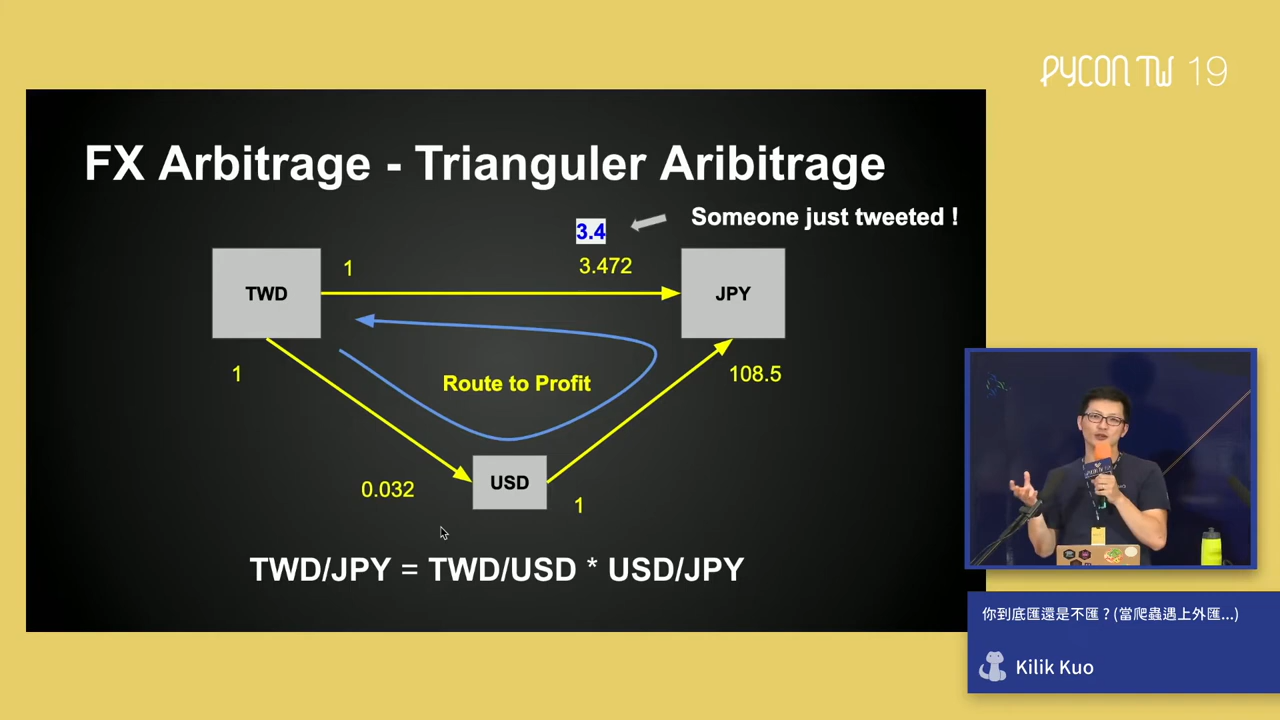 PYCON TW 19
FX Arbitrage - Trianguler Aribitrage
Someone just tweeted !
3.4
3.472
1
TWD
JPY
Route to Profit
1
108.5
0.032
USD
1
TWD/JPY = TWD/USD * USD/JPY
你到底匯還是不匯？(當爬蟲遇上外匯...)
Kilik Kuo